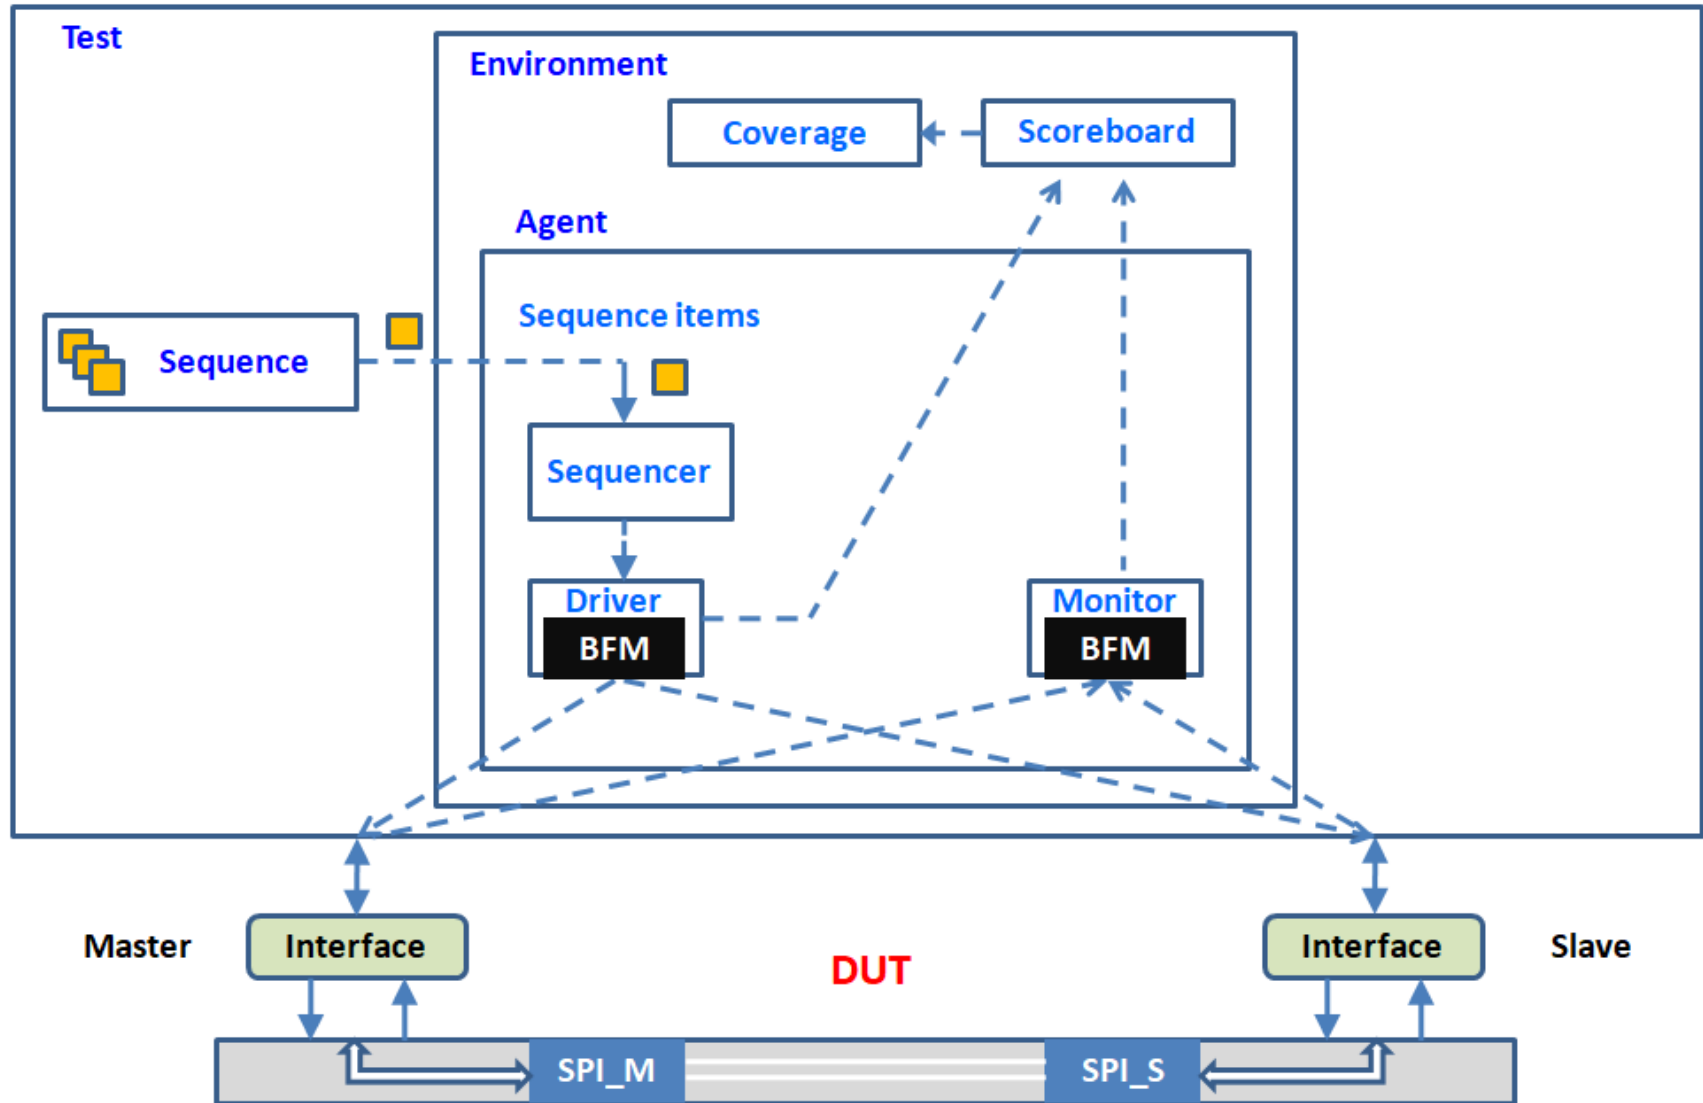 Test
Environment
Coverage
Scoreboard
Agent
Sequence items
Sequence
Sequencer
Driver
BFM
Monitor
BFM
Master
Interface
DUT
Interface
Slave
SPI_M
SPI_S